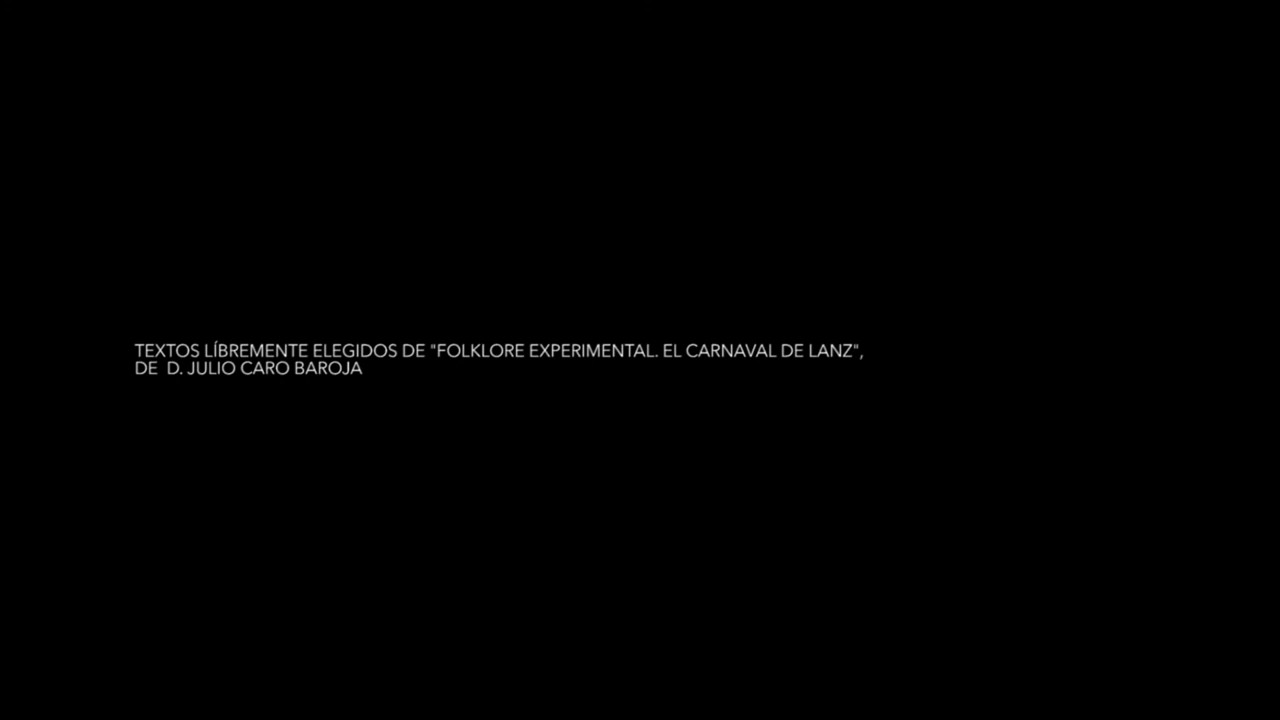 TEXTOS LÍBREMENTE ELEGIDOS DE "FOLKLORE EXPERIMENTAL. EL CARNAVAL DE LANZ",
DE  D. JULIO CARO BAROJA